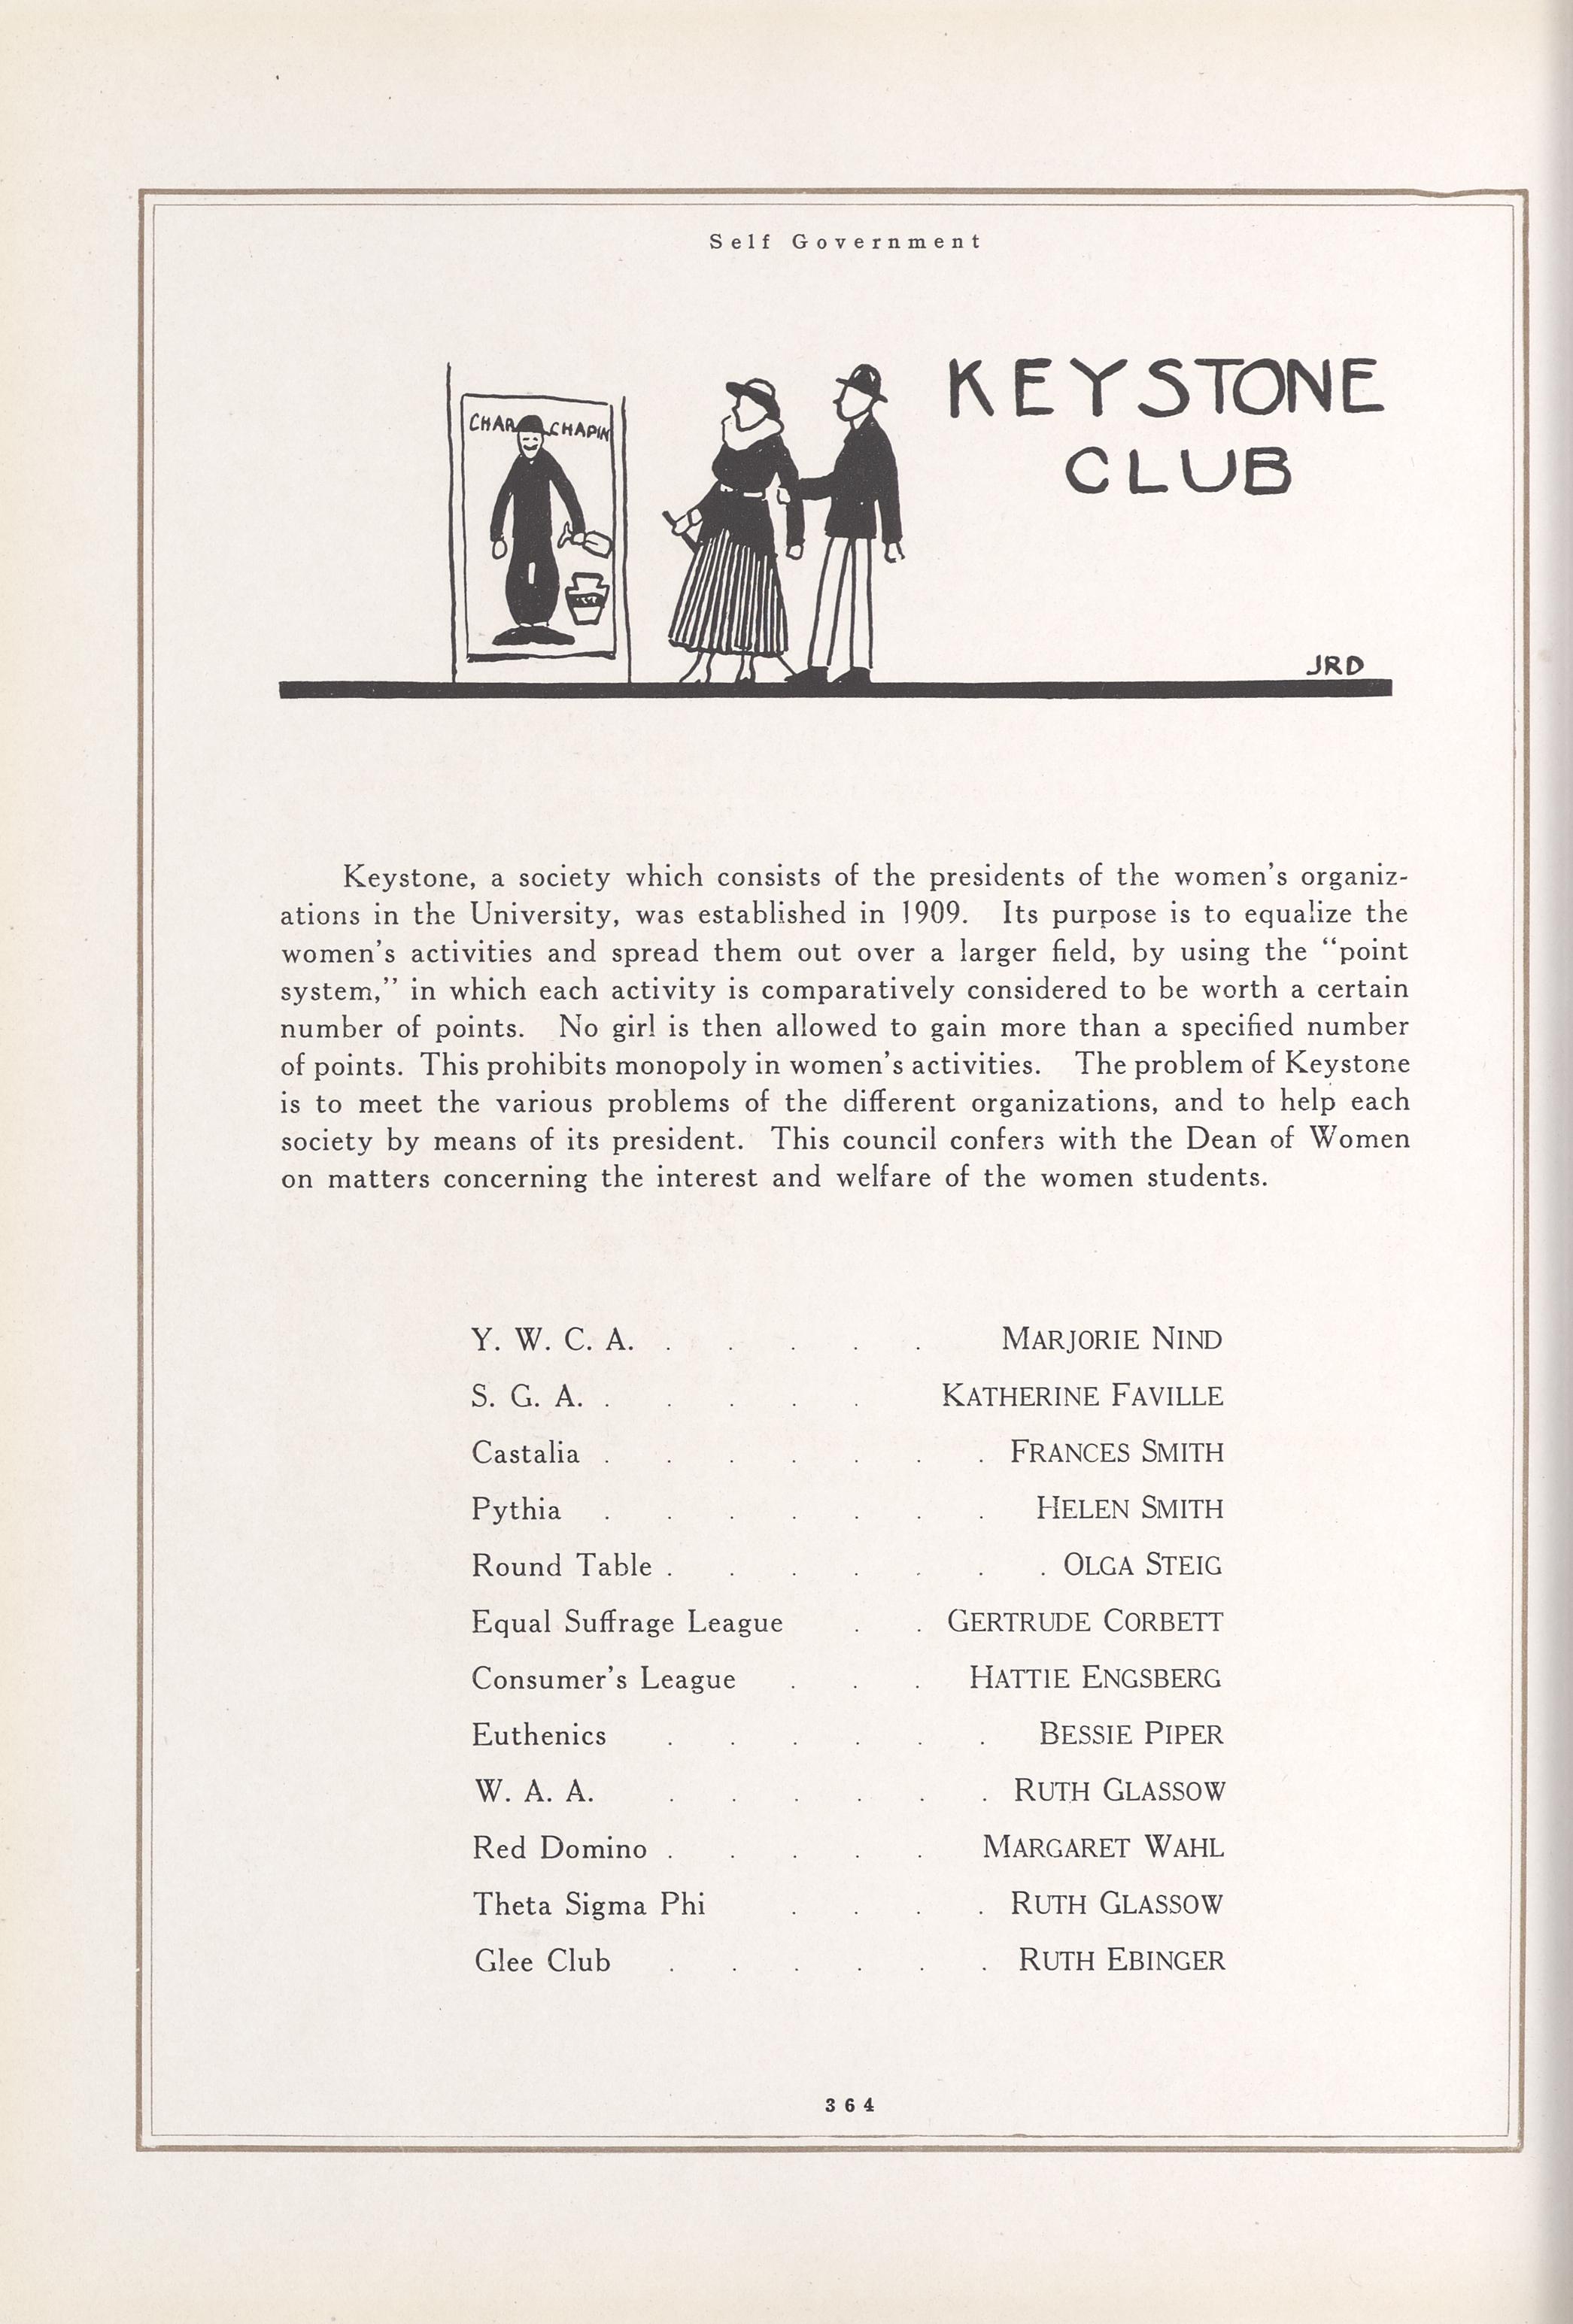 Self Government
KEYSTONE
CLUB
CHAR CHAPIN
JRD
Keystone, a society which consists of the presidents of the women's organiz-
ations in the University, was established in 1909. Its purpose is to equalize the
women's activities and spread them out over a larger field, by using the “point
system,” in which each activity is comparatively considered to be worth a certain
number of points. No girl is then allowed to gain more than a specified number
of points. This prohibits monopoly in women's activities. The problem of Keystone
is to meet the various problems of the different organizations, and to help each
society by means of its president. This council confers with the Dean of Women
on matters concerning the interest and welfare of the women students.
Y. W. C. A. . . . . . MARJORIE NIND
S. G. A. . . . . . KATHERINE FAVILLE
Castalia . . . . . . . FRANCES SMITH
Pythia . . . . . . . HELEN SMITH
Round Table . . . . . . . OLGA STEIG
Equal Suffrage League . . GERTRUDE CORBETT
Consumer's League . . . HATTIE ENGSBERG
Euthenics . . . . . . BESSIE PIPER
W. A. A. . . . . . . RUTH GLASSOW
Red Domino . . . . . MARGARET WAHL
Theta Sigma Phi . . . . RUTH GLASSOW
Glee Club . . . . . . RUTH EBINGER
364